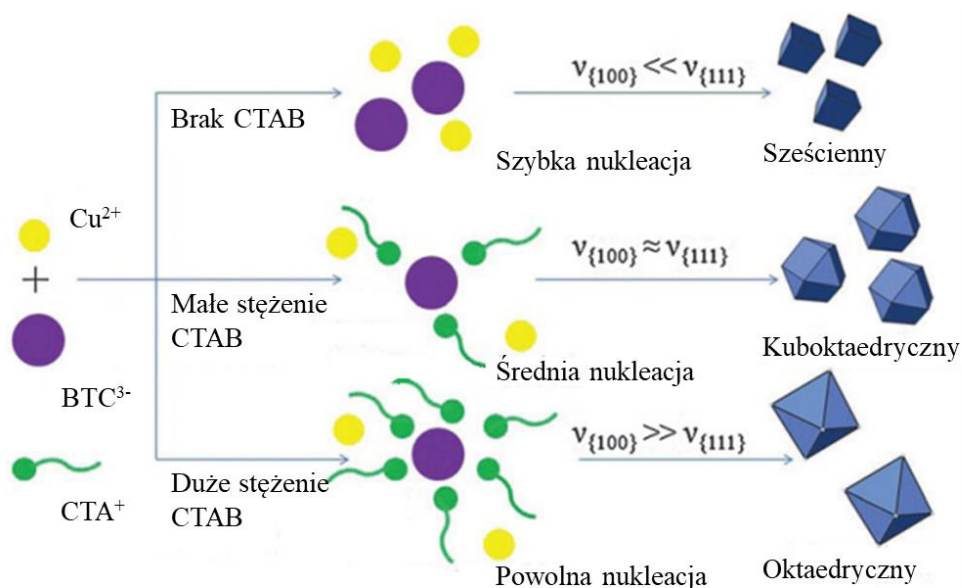 Brak CTAB
ν{100} << ν{111}
Szybka nukleacja
Sześcienny
Cu²⁺
+
BTC³⁻
CTA⁺
Małe stężenie
CTAB
ν{100} ≈ ν{111}
Średnia nukleacja
Kuboktaedryczny
Duże stężenie
CTAB
ν{100} >> ν{111}
Powolna nukleacja
Oktaedryczny